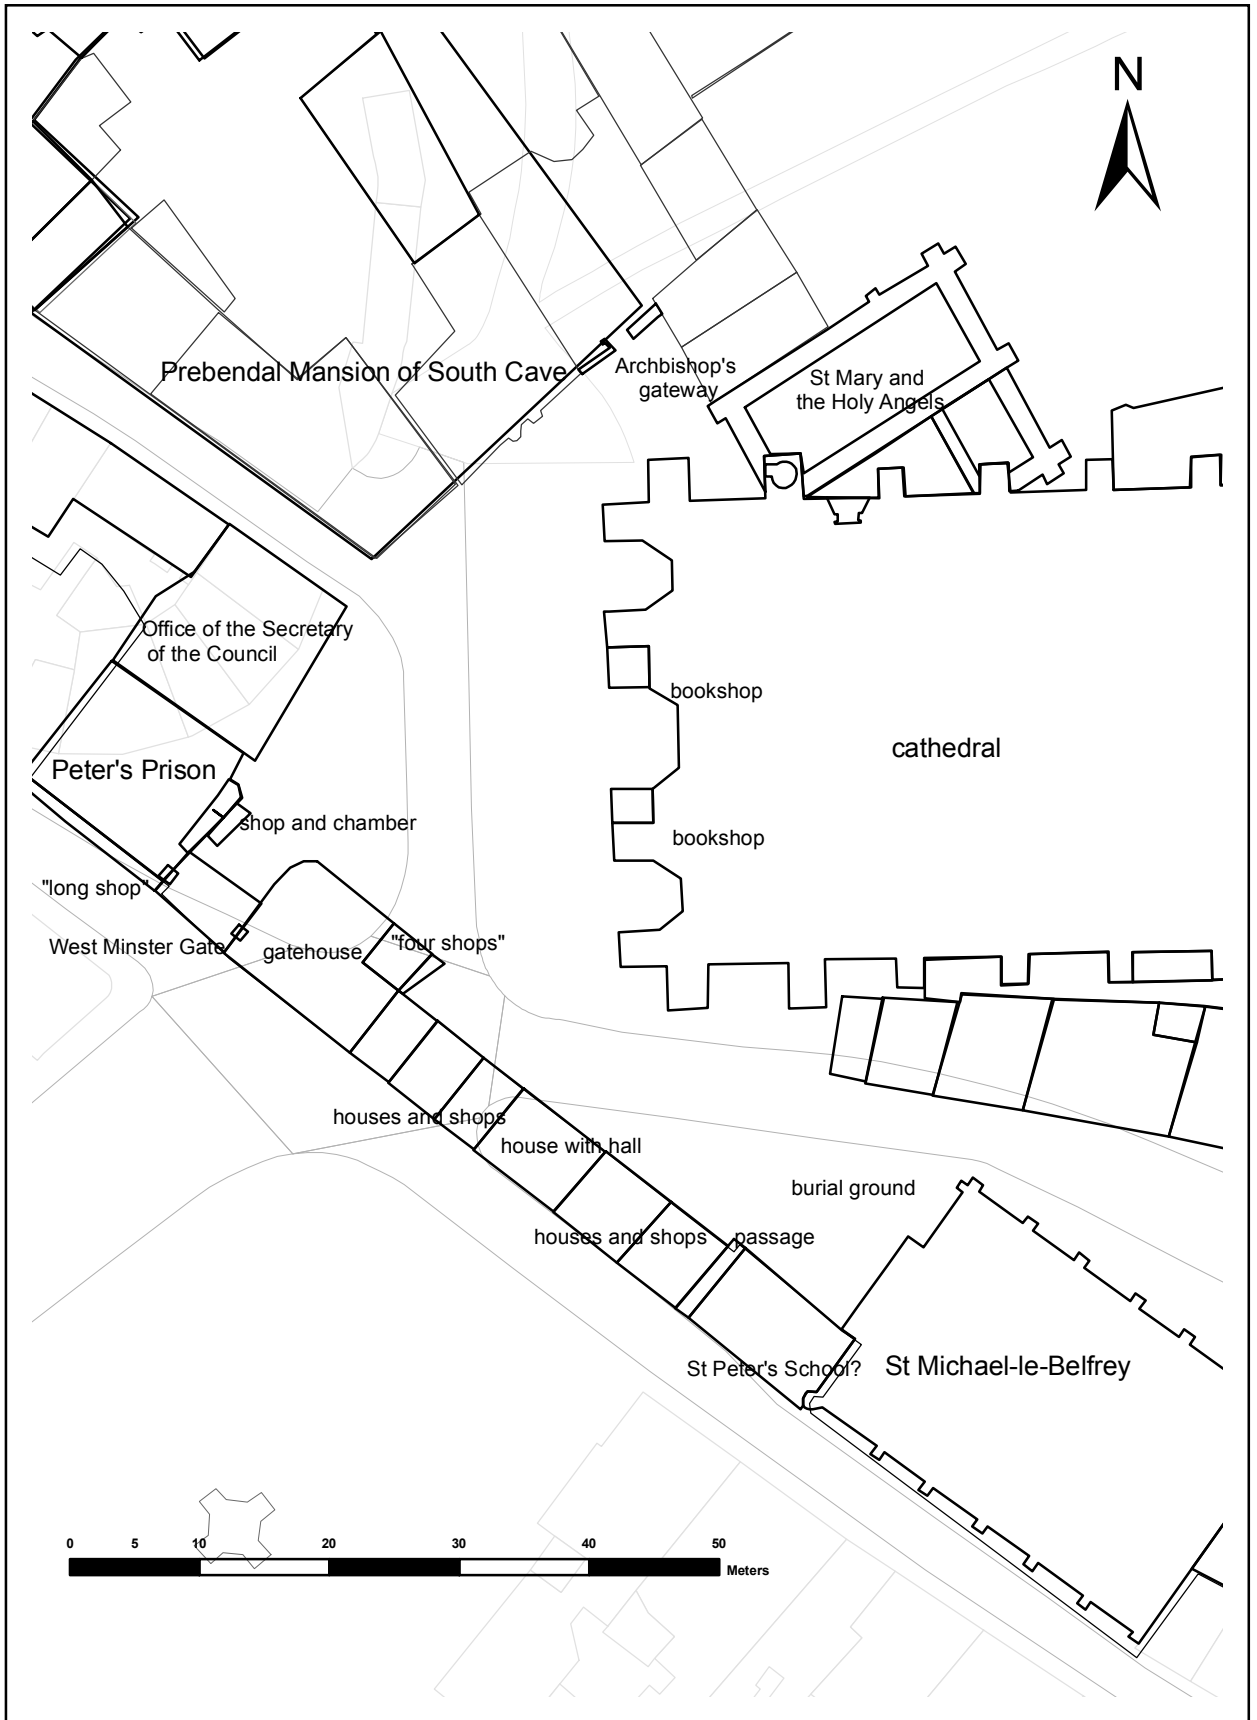 N
Prebendal Mansion of South Cave
Archbishop's
gateway
St Mary and
the Holy Angels
Office of the Secretary
of the Council
bookshop
cathedral
Peter's Prison
shop and chamber
bookshop
"long shop"
West Minster Gate
gatehouse
"four shops"
houses and shops
house with hall
burial ground
houses and shops
passage
St Peter's School?
St Michael-le-Belfrey
0 5 10 20 30 40 50
Meters